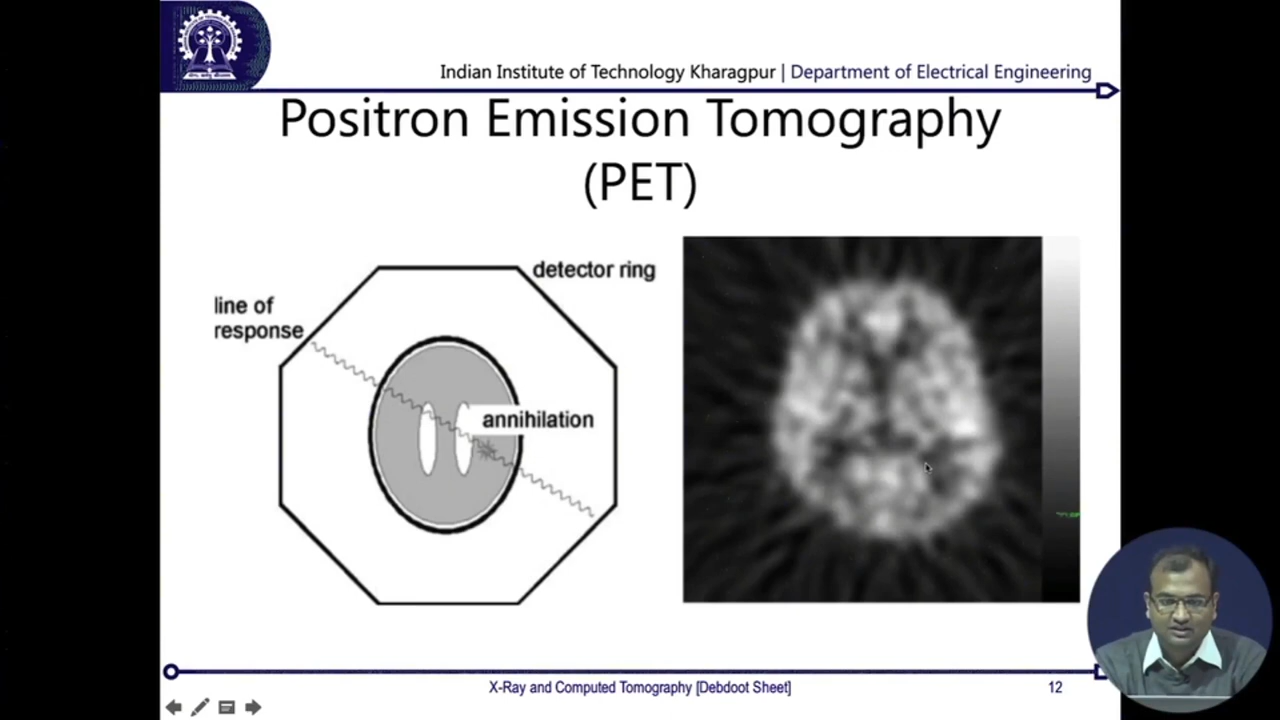 Indian Institute of Technology Kharagpur | Department of Electrical Engineering
Positron Emission Tomography
(PET)
detector ring
line of
response
annihilation
X-Ray and Computed Tomography [Debdoot Sheet]
12